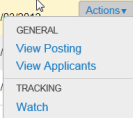 Actions
GENERAL
View Posting
View Applicants
TRACKING
Watch